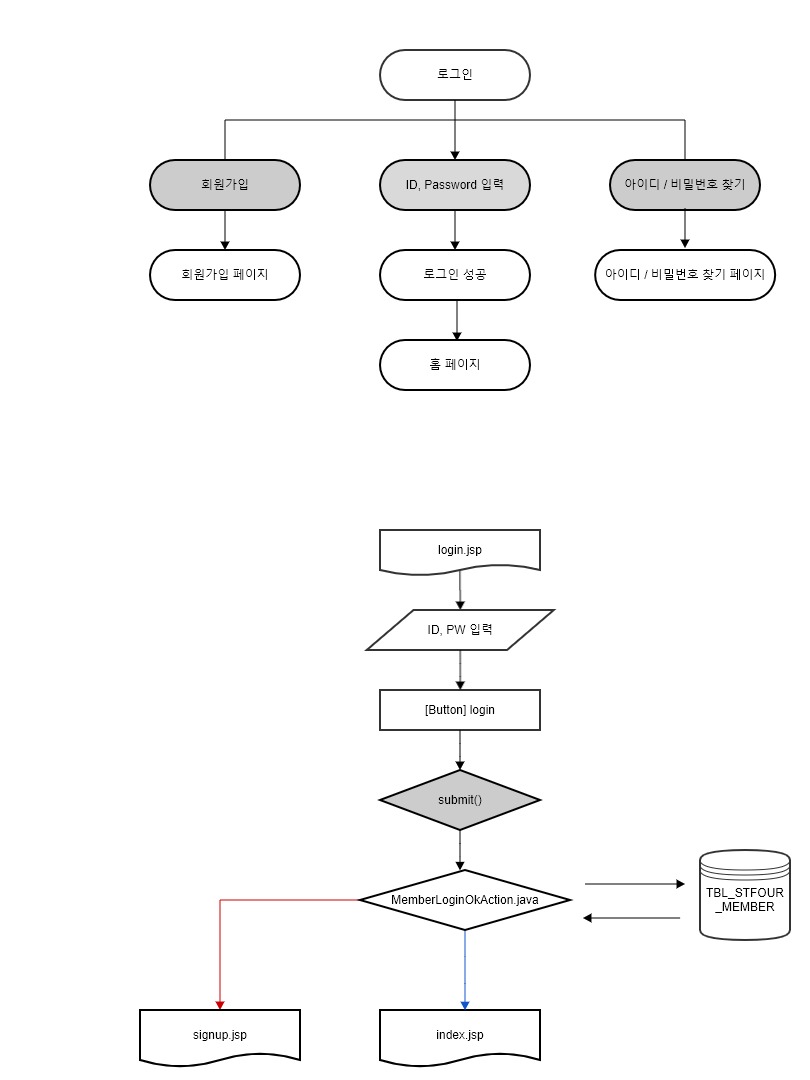 로그인
회원가입
ID, Password 입력
아이디 / 비밀번호 찾기
회원가입 페이지
로그인 성공
아이디 / 비밀번호 찾기 페이지
홈 페이지
login.jsp
ID, PW 입력
[Button] login
submit()
MemberLoginOkAction.java
TBL_STFOUR
_MEMBER
signup.jsp
index.jsp